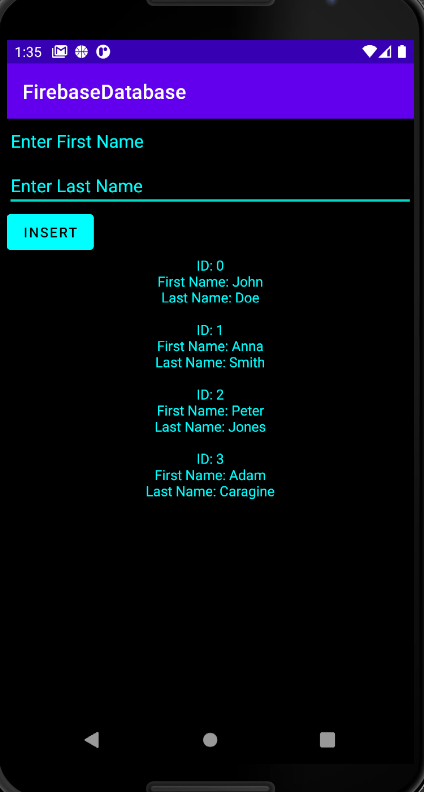 1:35
FirebaseDatabase
Enter First Name
Enter Last Name
INSERT
ID: 0
First Name: John
Last Name: Doe
ID: 1
First Name: Anna
Last Name: Smith
ID: 2
First Name: Peter
Last Name: Jones
ID: 3
First Name: Adam
Last Name: Caragine